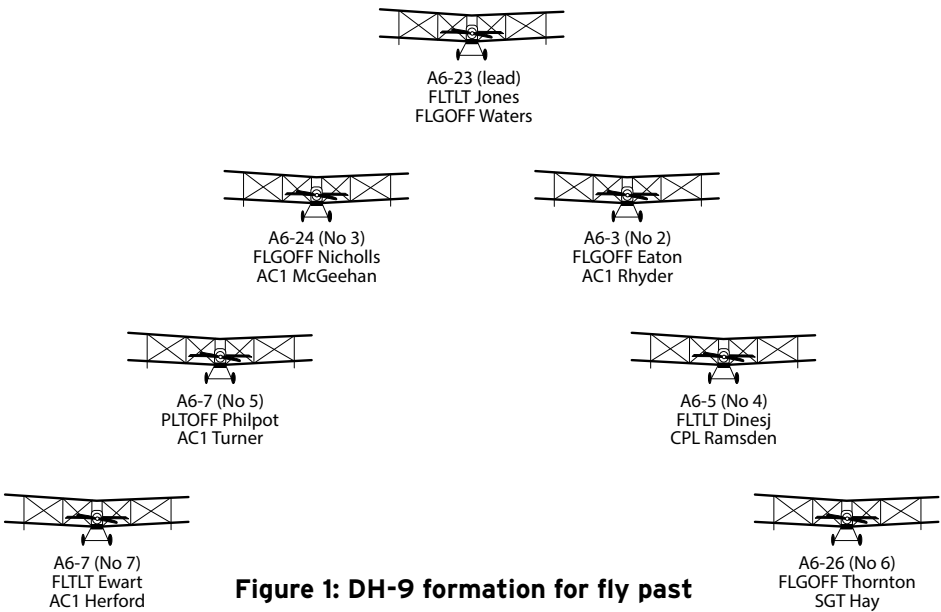 A6-23 (lead)
FLTLT Jones
FLGOFF Waters
A6-24 (No 3)
FLGOFF Nicholls
AC1 McGeehan
A6-3 (No 2)
FLGOFF Eaton
AC1 Rhyder
A6-7 (No 5)
PLTOFF Philpot
AC1 Turner
A6-5 (No 4)
FLTLT Dinesj
CPL Ramsden
A6-7 (No 7)
FLTLT Ewart
AC1 Herford
A6-26 (No 6)
FLGOFF Thornton
SGT Hay
Figure 1: DH-9 formation for fly past